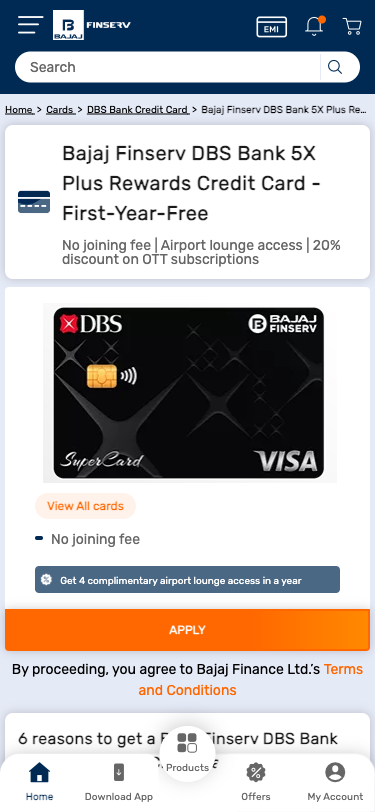 BAJAJ FINSERV
EMI
Search
Home > Cards > DBS Bank Credit Card > Bajaj Finserv DBS Bank 5X Plus Re...
Bajaj Finserv DBS Bank 5X
Plus Rewards Credit Card -
First-Year-Free
No joining fee | Airport lounge access | 20%
discount on OTT subscriptions
DBS
BAJAJ
FINSERV
SuperCard
VISA
View All cards
No joining fee
Get 4 complimentary airport lounge access in a year
APPLY
By proceeding, you agree to Bajaj Finance Ltd.'s Terms
and Conditions
6 reasons to get a Finserv DBS Bank
Products
Home
Download App
Offers
My Account